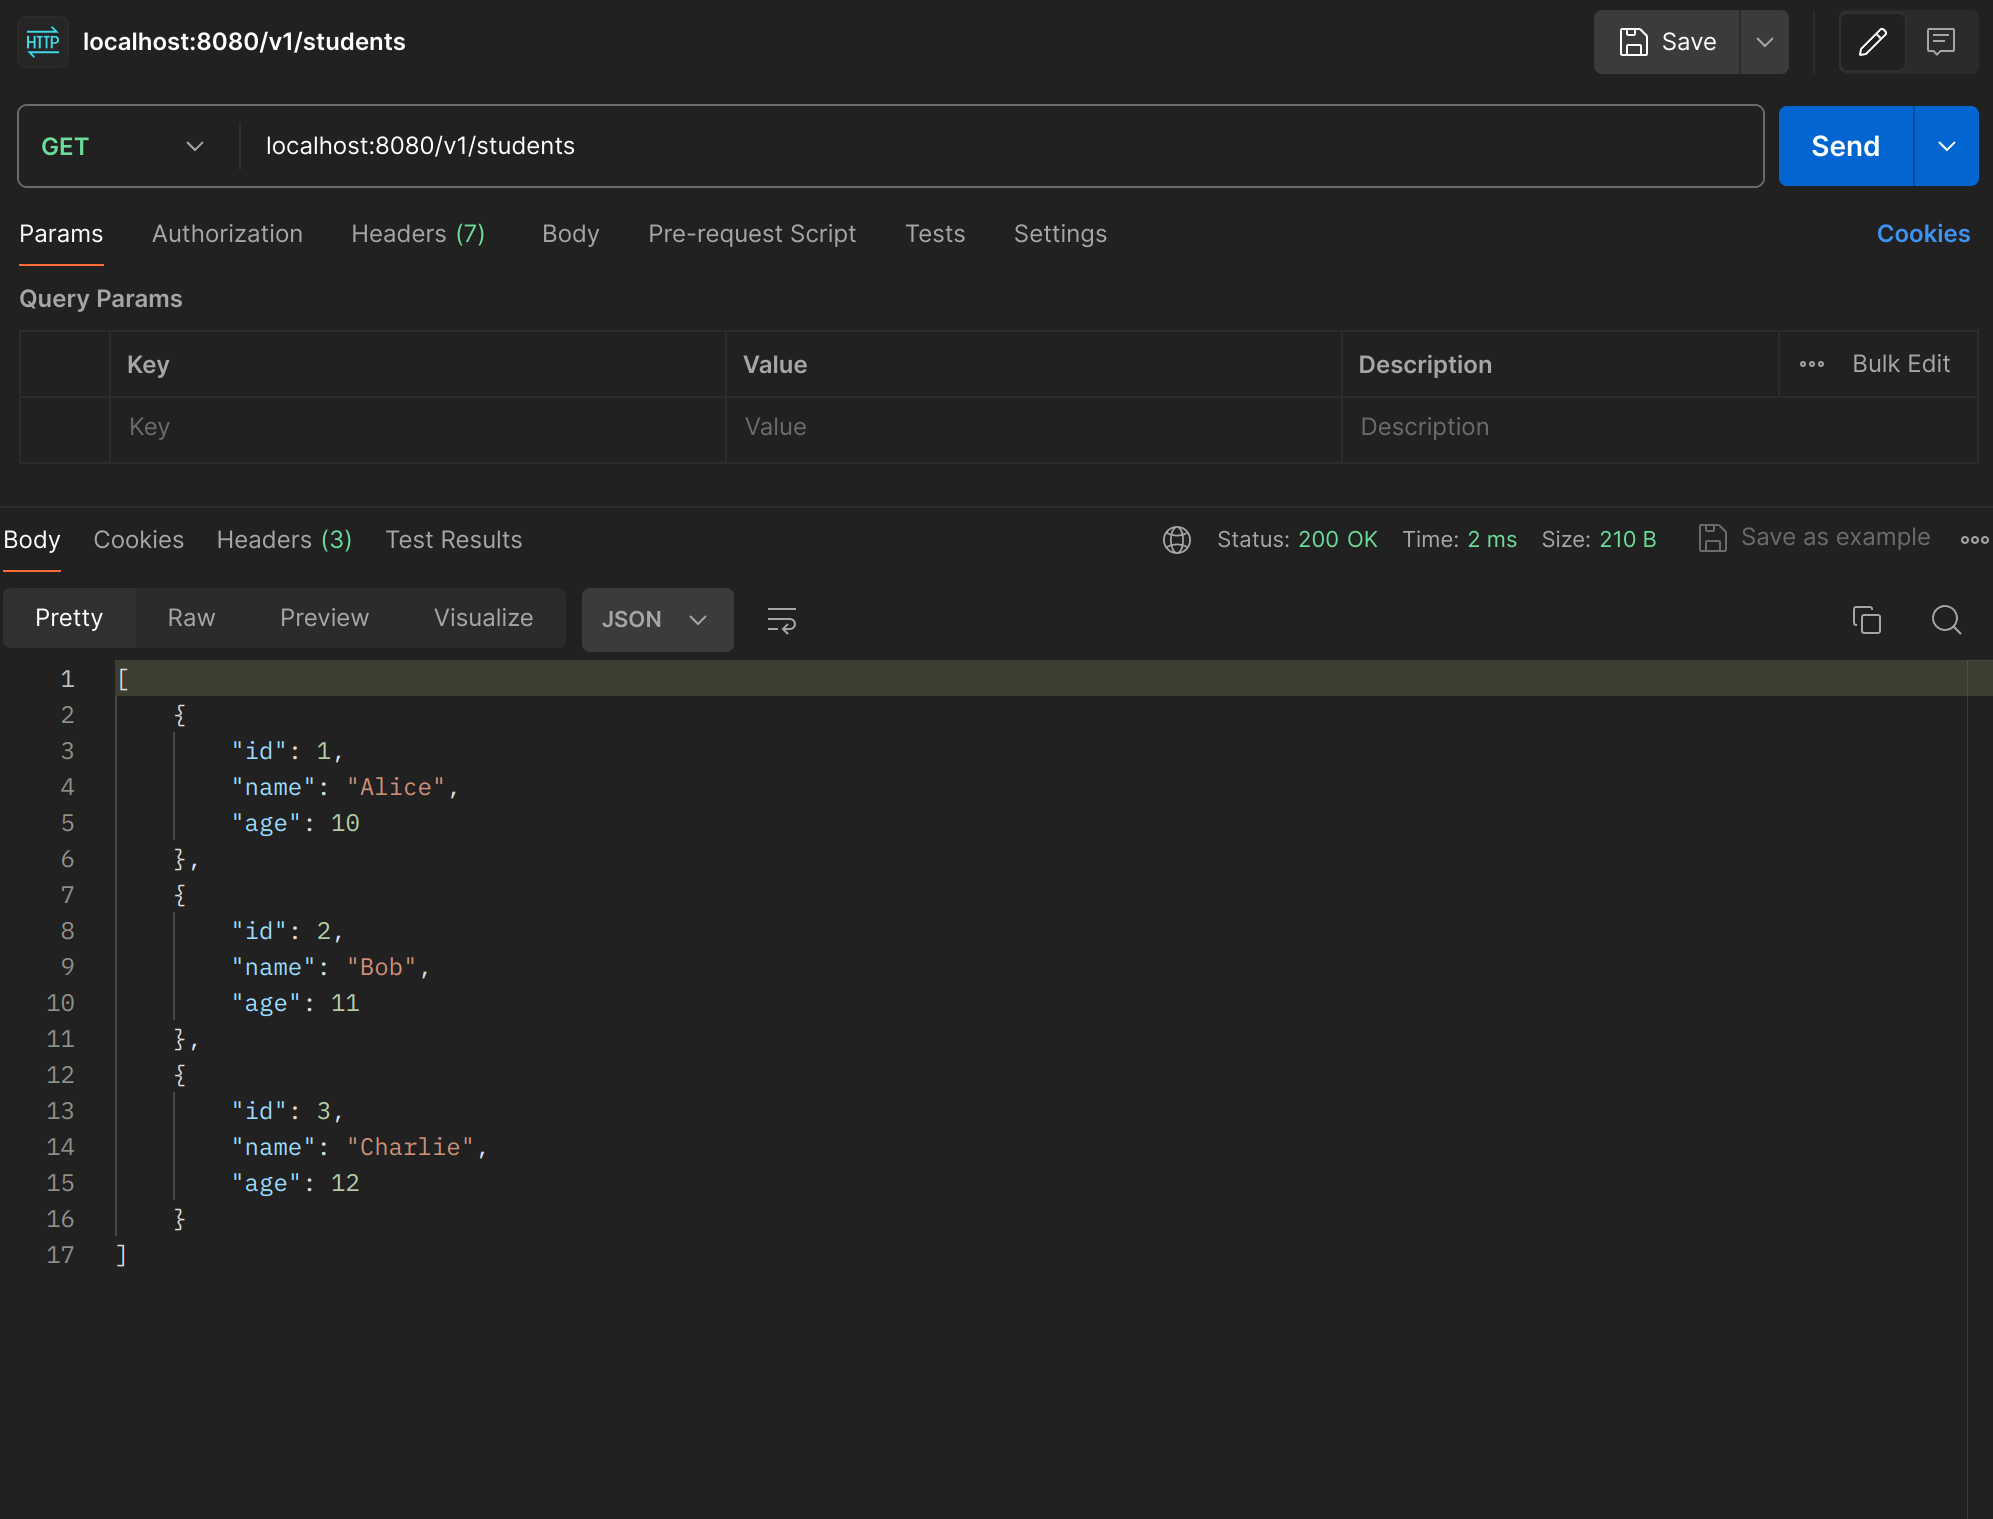 HTTP localhost:8080/v1/students Save
GET localhost:8080/v1/students Send
Params Authorization Headers (7) Body Pre-request Script Tests Settings Cookies
Query Params
Key Value Description Bulk Edit
Key Value Description
Body Cookies Headers (3) Test Results Status: 200 OK Time: 2 ms Size: 210 B Save as example
Pretty Raw Preview Visualize JSON
1 [
2 {
3 "id": 1,
4 "name": "Alice",
5 "age": 10
6 },
7 {
8 "id": 2,
9 "name": "Bob",
10 "age": 11
11 },
12 {
13 "id": 3,
14 "name": "Charlie",
15 "age": 12
16 }
17 ]